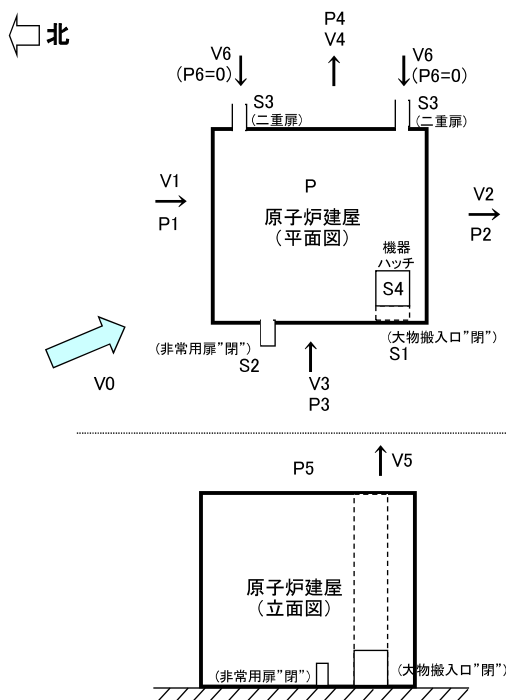 北
P4
V4
V6
(P6=0)
V6
(P6=0)
S3
(二重扉)
S3
(二重扉)
V1
P1
P
原子炉建屋
(平面図)
V2
P2
機器
ハッチ
S4
(非常用扉”閉”)
S2
(大物搬入口”閉”)
S1
V0
V3
P3
P5
V5
原子炉建屋
(立面図)
(非常用扉”閉”)
(大物搬入口”閉”)